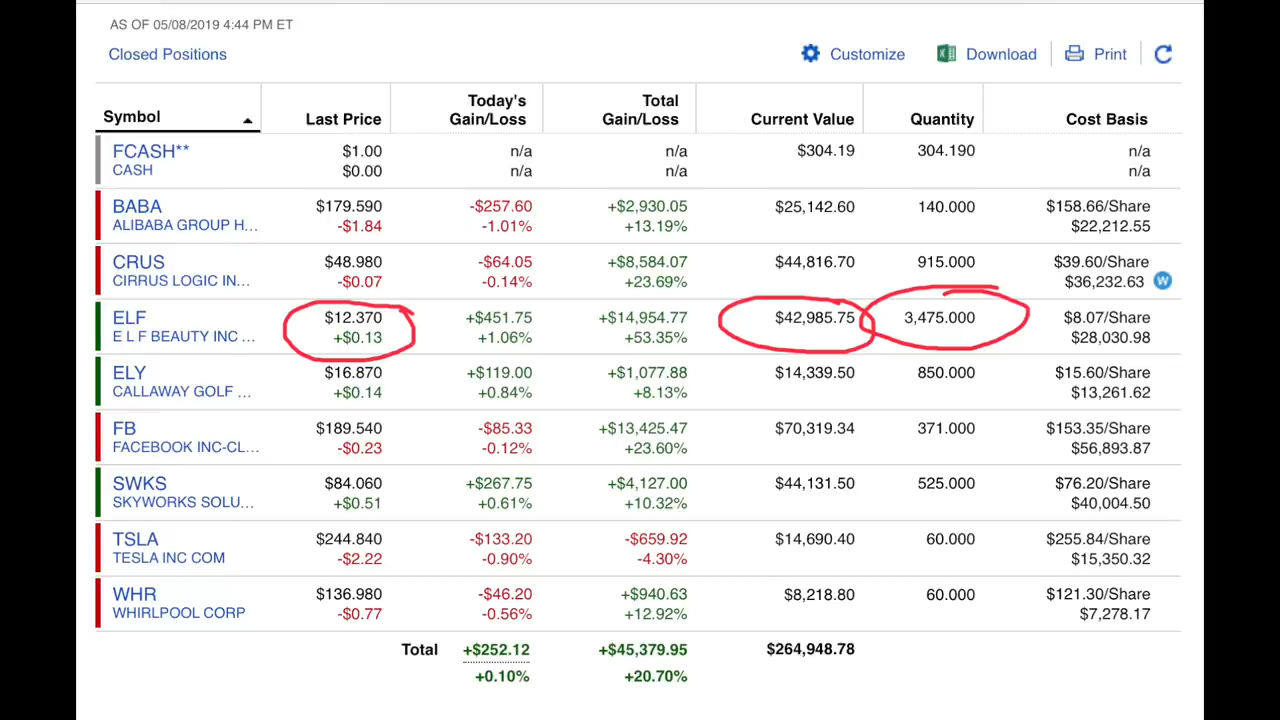 AS OF 05/08/2019 4:44 PM ET
Closed Positions Customize Download Print
Symbol Last Price Today's Gain/Loss Total Gain/Loss Current Value Quantity Cost Basis
FCASH** $1.00 n/a n/a $304.19 304.190 n/a
CASH $0.00 n/a n/a n/a
BABA $179.590 -$257.60 +$2,930.05 $25,142.60 140.000 $158.66/Share
ALIBABA GROUP H... -$1.84 -1.01% +13.19% $22,212.55
CRUS $48.980 -$64.05 +$8,584.07 $44,816.70 915.000 $39.60/Share
CIRRUS LOGIC IN... -$0.07 -0.14% +23.69% $36,232.63 W
ELF $12.370 +$451.75 +$14,954.77 $42,985.75 3,475.000 $8.07/Share
E L F BEAUTY INC ... +$0.13 +1.06% +53.35% $28,030.98
ELY $16.870 +$119.00 +$1,077.88 $14,339.50 850.000 $15.60/Share
CALLAWAY GOLF ... +$0.14 +0.84% +8.13% $13,261.62
FB $189.540 -$85.33 +$13,425.47 $70,319.34 371.000 $153.35/Share
FACEBOOK INC-CL... -$0.23 -0.12% +23.60% $56,893.87
SWKS $84.060 +$267.75 +$4,127.00 $44,131.50 525.000 $76.20/Share
SKYWORKS SOLU... +$0.51 +0.61% +10.32% $40,004.50
TSLA $244.840 -$133.20 -$659.92 $14,690.40 60.000 $255.84/Share
TESLA INC COM -$2.22 -0.90% -4.30% $15,350.32
WHR $136.980 -$46.20 +$940.63 $8,218.80 60.000 $121.30/Share
WHIRLPOOL CORP -$0.77 -0.56% +12.92% $7,278.17
Total +$252.12 +$45,379.95 $264,948.78
+0.10% +20.70%